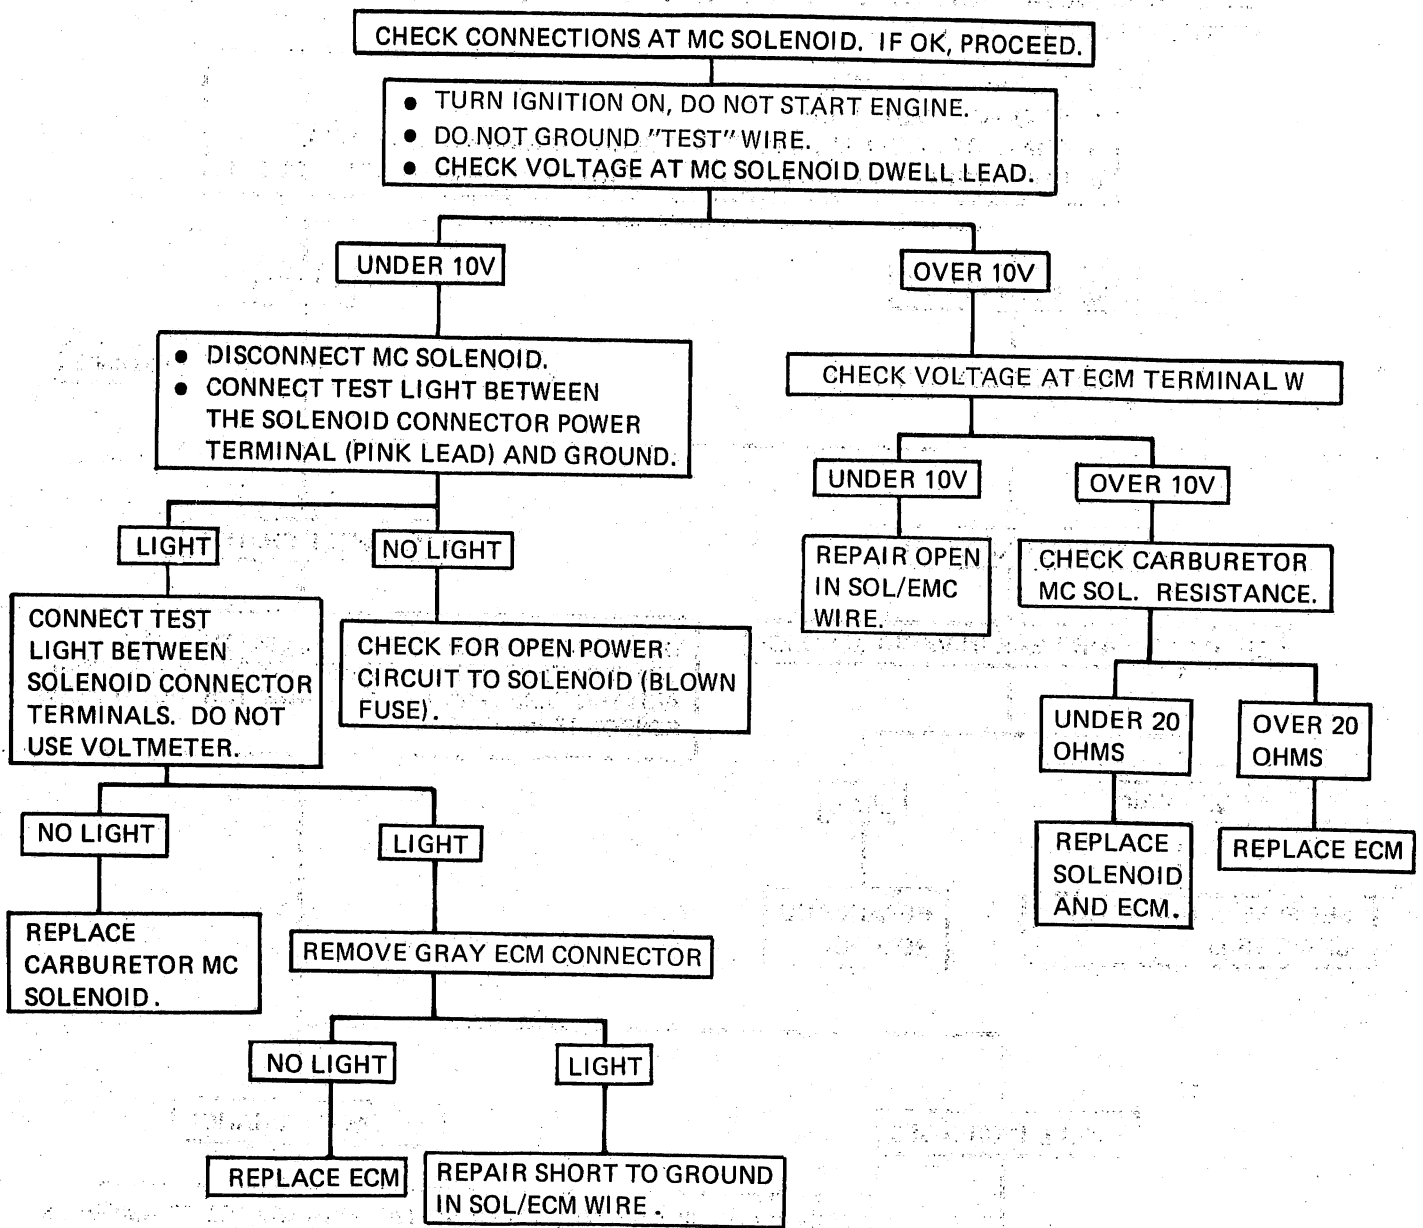 CHECK CONNECTIONS AT MC SOLENOID. IF OK, PROCEED.
● TURN IGNITION ON, DO NOT START ENGINE.
● DO NOT GROUND "TEST" WIRE.
● CHECK VOLTAGE AT MC SOLENOID DWELL LEAD.
UNDER 10V
OVER 10V
● DISCONNECT MC SOLENOID.
● CONNECT TEST LIGHT BETWEEN
THE SOLENOID CONNECTOR POWER
TERMINAL (PINK LEAD) AND GROUND.
CHECK VOLTAGE AT ECM TERMINAL W
UNDER 10V
OVER 10V
LIGHT
NO LIGHT
REPAIR OPEN
IN SOL/EMC
WIRE.
CHECK CARBURETOR
MC SOL. RESISTANCE.
CONNECT TEST
LIGHT BETWEEN
SOLENOID CONNECTOR
TERMINALS. DO NOT
USE VOLTMETER.
CHECK FOR OPEN POWER
CIRCUIT TO SOLENOID (BLOWN
FUSE).
UNDER 20
OHMS
OVER 20
OHMS
NO LIGHT
LIGHT
REPLACE
SOLENOID
AND ECM.
REPLACE ECM
REPLACE
CARBURETOR MC
SOLENOID.
REMOVE GRAY ECM CONNECTOR
NO LIGHT
LIGHT
REPLACE ECM
REPAIR SHORT TO GROUND
IN SOL/ECM WIRE.